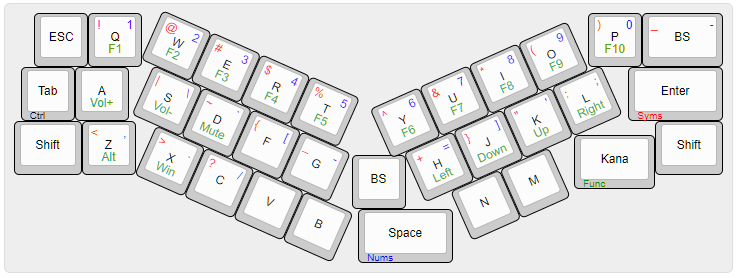 ESC
! 1
Q
F1
@ 2
W
F2
# 3
E
F3
$ 4
R
F4
% 5
T
F5
^ 6
Y
F6
& 7
U
F7
* 8
I
F8
( 9
O
F9
) 0
P
F10
_ -
BS
Tab
Ctrl
A
Vol+
| \
S
Vol-
~ `
D
Mute
{ [
F
_ -
G
+ =
H
Left
} ]
J
Down
" '
K
Up
: ;
L
Right
Enter
Syms
Shift
< ,
Z
Alt
> .
X
Win
? /
C
V
B
BS
Space
Nums
N
M
Kana
Func
Shift